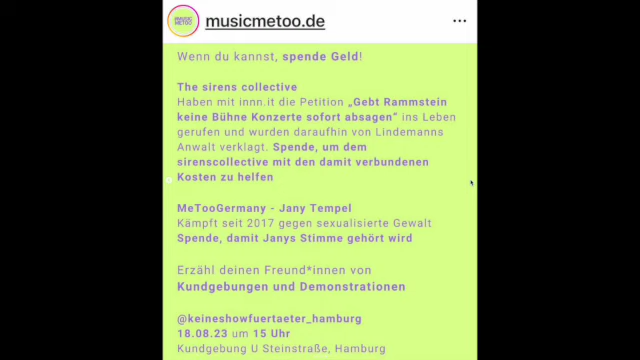 #MUSIC
METOO
musicmetoo.de
Wenn du kannst, spende Geld!
The sirens collective
Haben mit innn.it die Petition „Gebt Rammstein
keine Bühne Konzerte sofort absagen“ ins Leben
gerufen und wurden daraufhin von Lindemanns
Anwalt verklagt. Spende, um dem
sirenscollective mit den damit verbundenen
Kosten zu helfen
MeTooGermany - Jany Tempel
Kämpft seit 2017 gegen sexualisierte Gewalt
Spende, damit Janys Stimme gehört wird
Erzähl deinen Freund*innen von
Kundgebungen und Demonstrationen
@keineshowfuertaeter_hamburg
18.08.23 um 15 Uhr
Kundgebung U Steinstraße, Hamburg